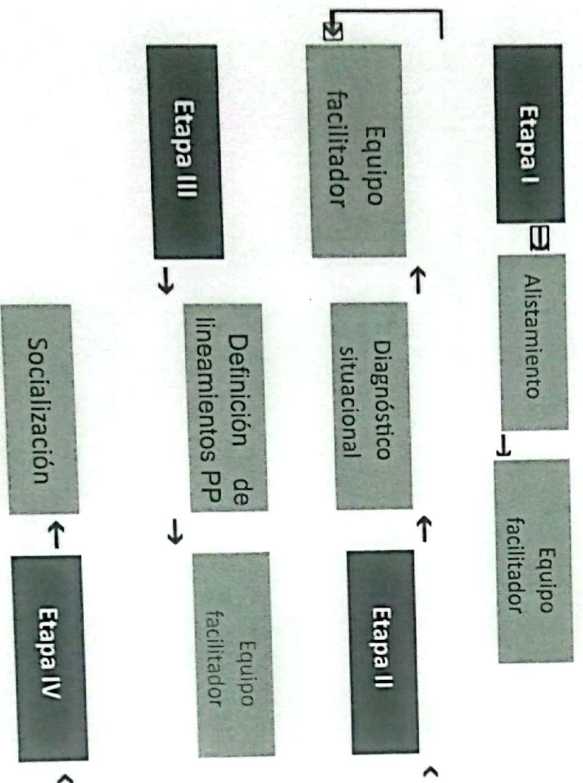 Etapa I
Alistamiento
Equipo
facilitador
Equipo
facilitador
Diagnóstico
situacional
Etapa II
Etapa III
Definición de
lineamientos PP
Equipo
facilitador
Socialización
Etapa IV